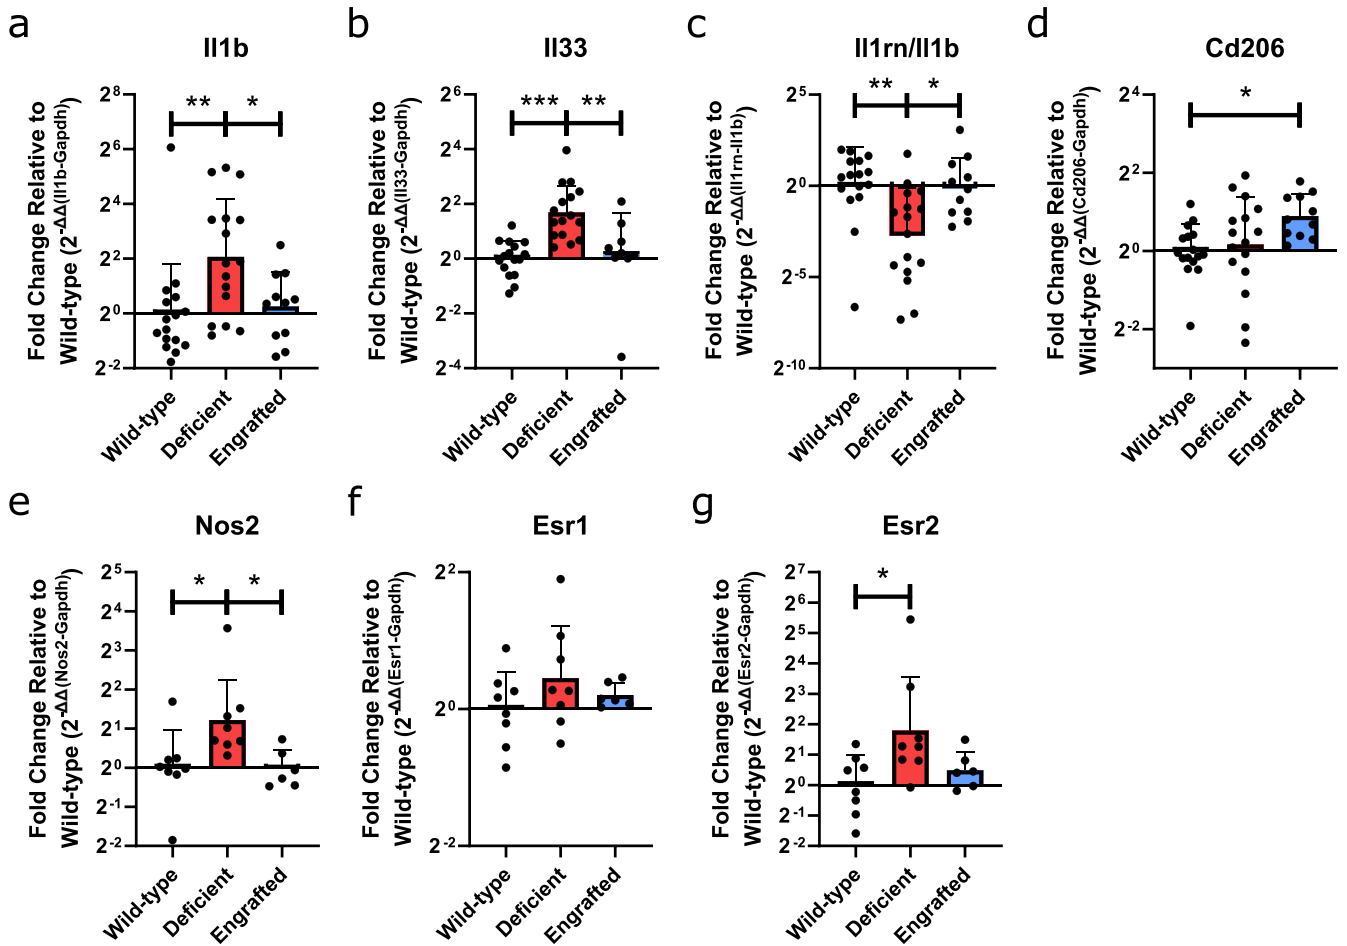 a
Il1b
Fold Change Relative to
Wild-type (2^-ΔΔ(Il1b-Gapdh))
2^8
2^6
2^4
2^2
2^0
2^-2
** *
Wild-type
Deficient
Engrafted
b
Il33
Fold Change Relative to
Wild-type (2^-ΔΔ(Il33-Gapdh))
2^6
2^4
2^2
2^0
2^-2
2^-4
*** **
Wild-type
Deficient
Engrafted
c
Il1rn/Il1b
Fold Change Relative to
Wild-type (2^-ΔΔ(Il1rn-Il1b))
2^5
2^0
2^-5
2^-10
** *
Wild-type
Deficient
Engrafted
d
Cd206
Fold Change Relative to
Wild-type (2^-ΔΔ(Cd206-Gapdh))
2^4
2^2
2^0
2^-2
*
Wild-type
Deficient
Engrafted
e
Nos2
Fold Change Relative to
Wild-type (2^-ΔΔ(Nos2-Gapdh))
2^5
2^4
2^3
2^2
2^1
2^0
2^-1
2^-2
* *
Wild-type
Deficient
Engrafted
f
Esr1
Fold Change Relative to
Wild-type (2^-ΔΔ(Esr1-Gapdh))
2^2
2^2
2^0
2^-2
2^-2
Wild-type
Deficient
Engrafted
g
Esr2
Fold Change Relative to
Wild-type (2^-ΔΔ(Esr2-Gapdh))
2^7
2^6
2^5
2^4
2^3
2^2
2^1
2^0
2^-1
2^-2
*
Wild-type
Deficient
Engrafted